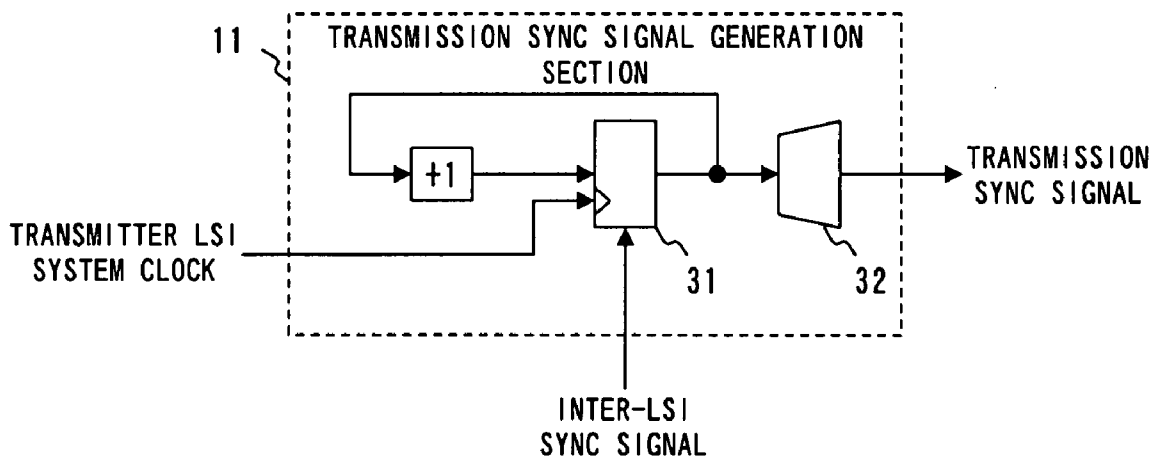 11
TRANSMISSION SYNC SIGNAL GENERATION
SECTION
+1
TRANSMISSION
SYNC SIGNAL
TRANSMITTER LSI
SYSTEM CLOCK
31
32
INTER-LSI
SYNC SIGNAL